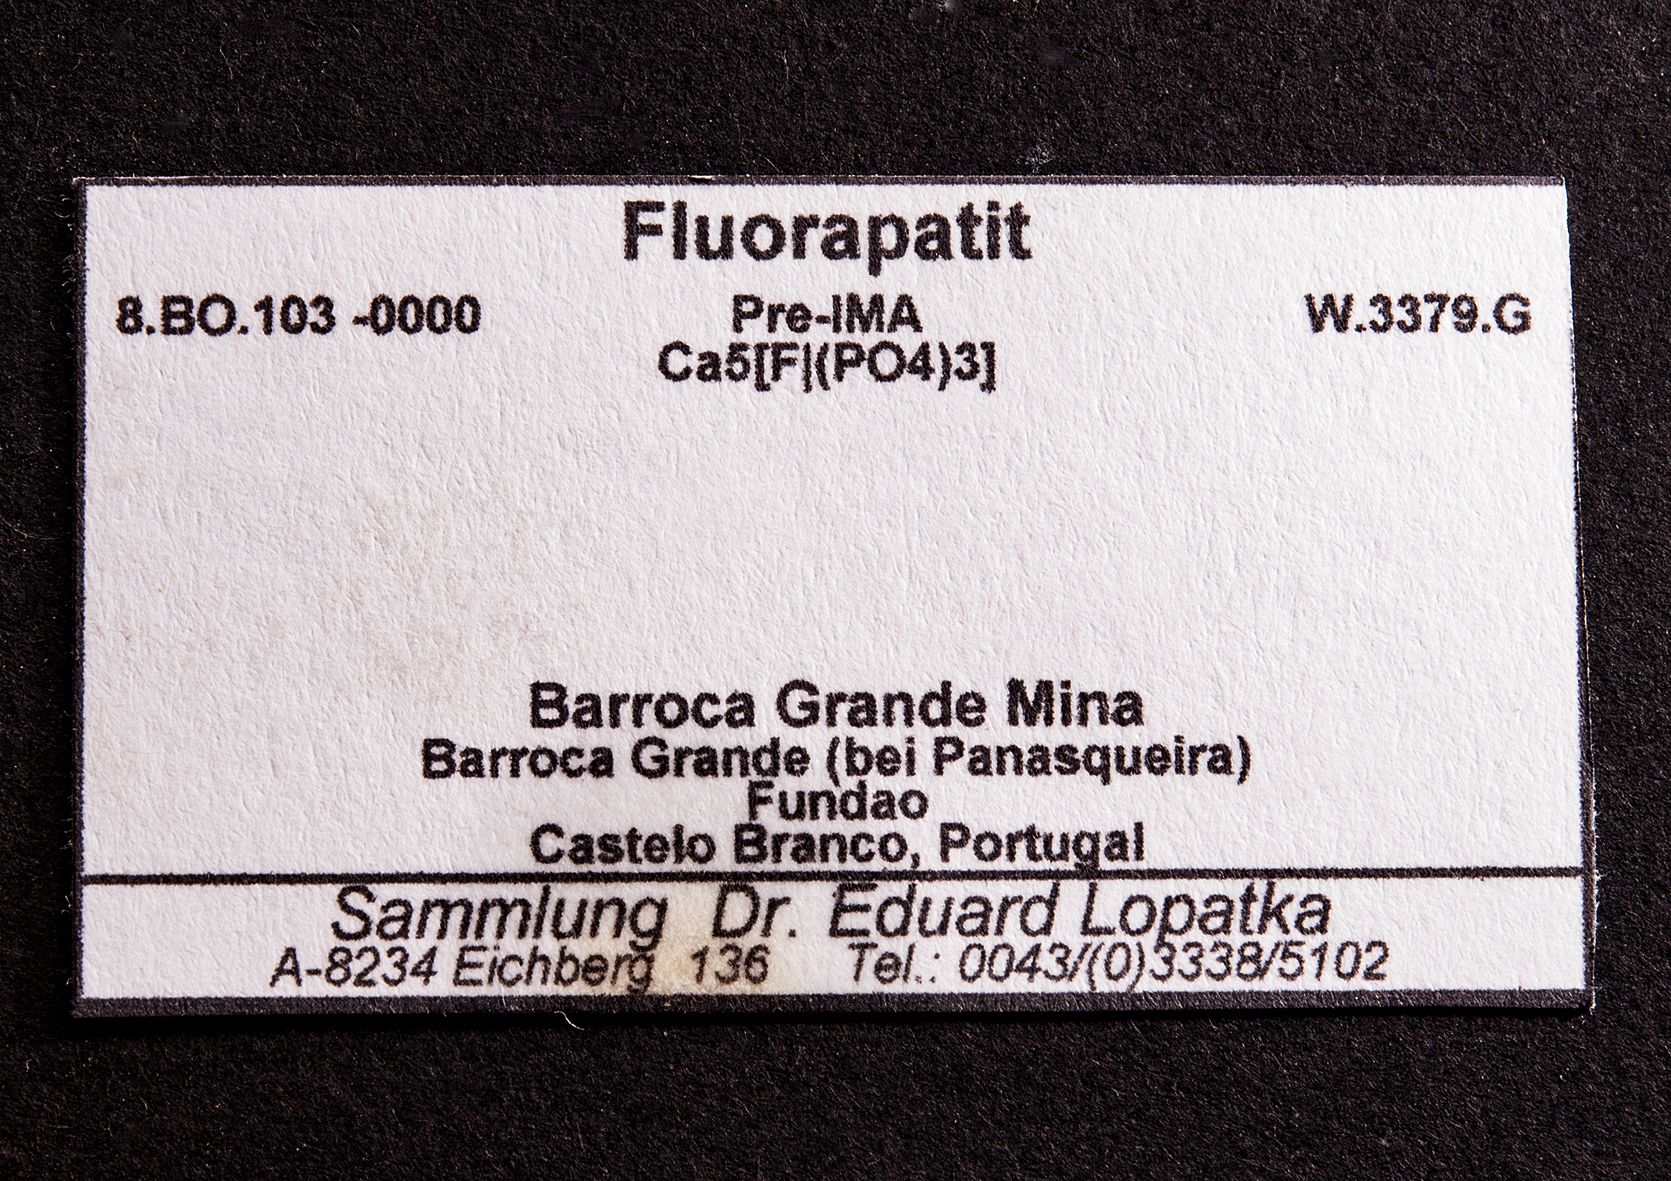 Fluorapatit
8.BO.103 -0000 Pre-IMA W.3379.G
Ca5[F|(PO4)3]
Barroca Grande Mina
Barroca Grande (bei Panasqueira)
Fundao
Castelo Branco, Portugal
Sammlung Dr. Eduard Lopatka
A-8234 Eichberg 136 Tel.: 0043/(0)3338/5102